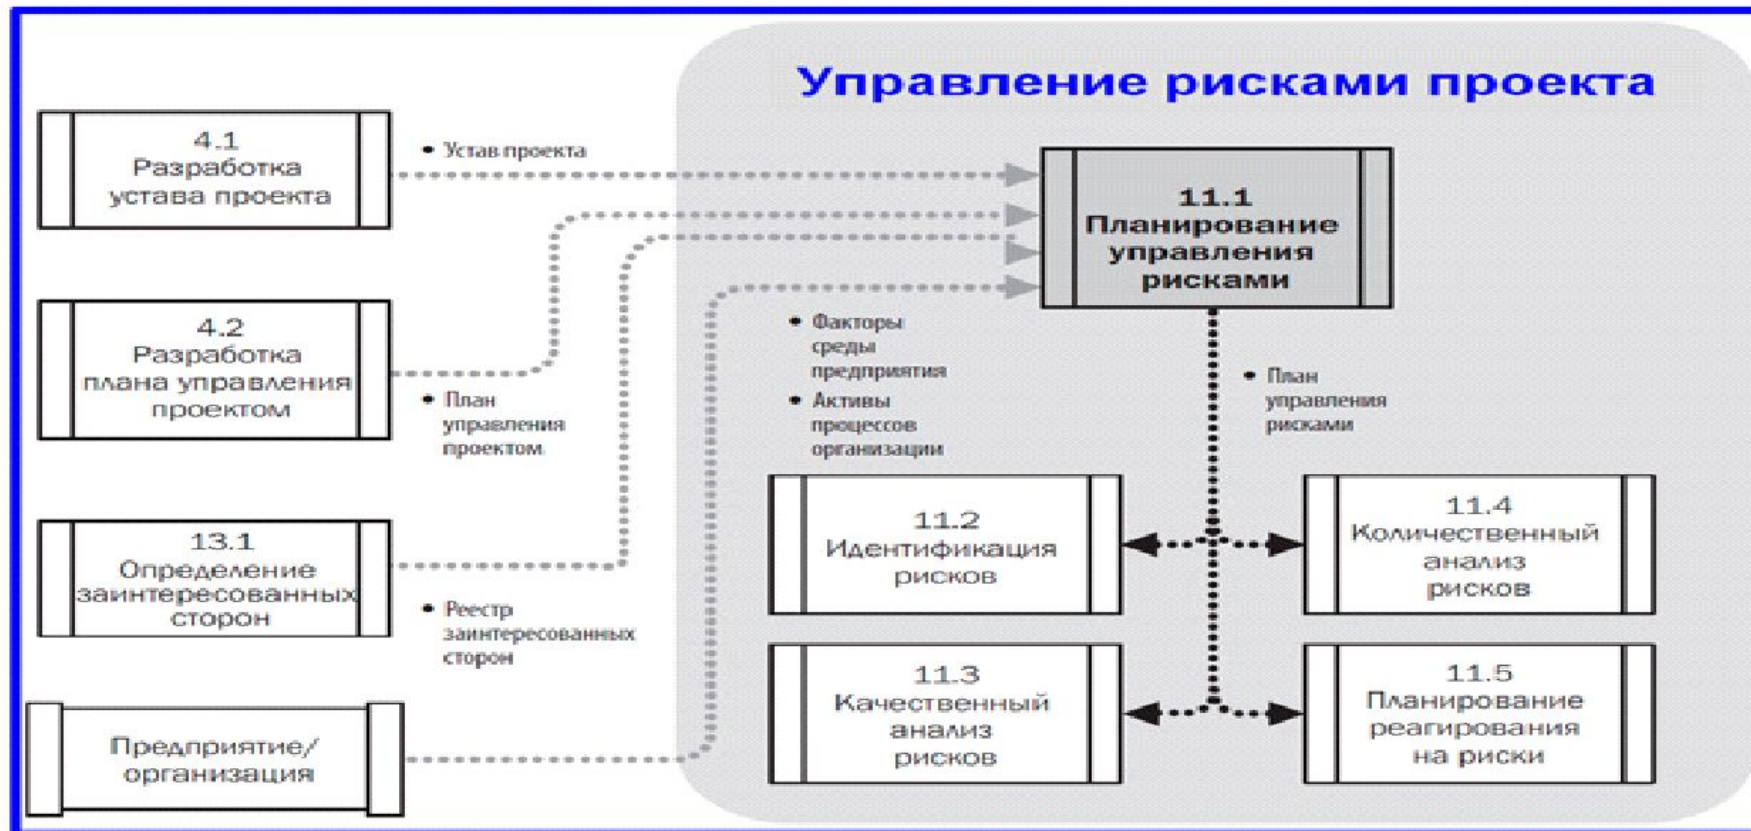 Управление рисками проекта
4.1
Разработка
устава проекта
• Устав проекта
11.1
Планирование
управления
рисками
4.2
Разработка
плана управления
проектом
• План
управления
проектом
• Факторы
среды
предприятия
• Активы
процессов
организации
• План
управления
рисками
13.1
Определение
заинтересованных
сторон
• Реестр
заинтересованных
сторон
11.2
Идентификация
рисков
11.4
Количественный
анализ
рисков
11.3
Качественный
анализ
рисков
11.5
Планирование
реагирования
на риски
Предприятие/
организация